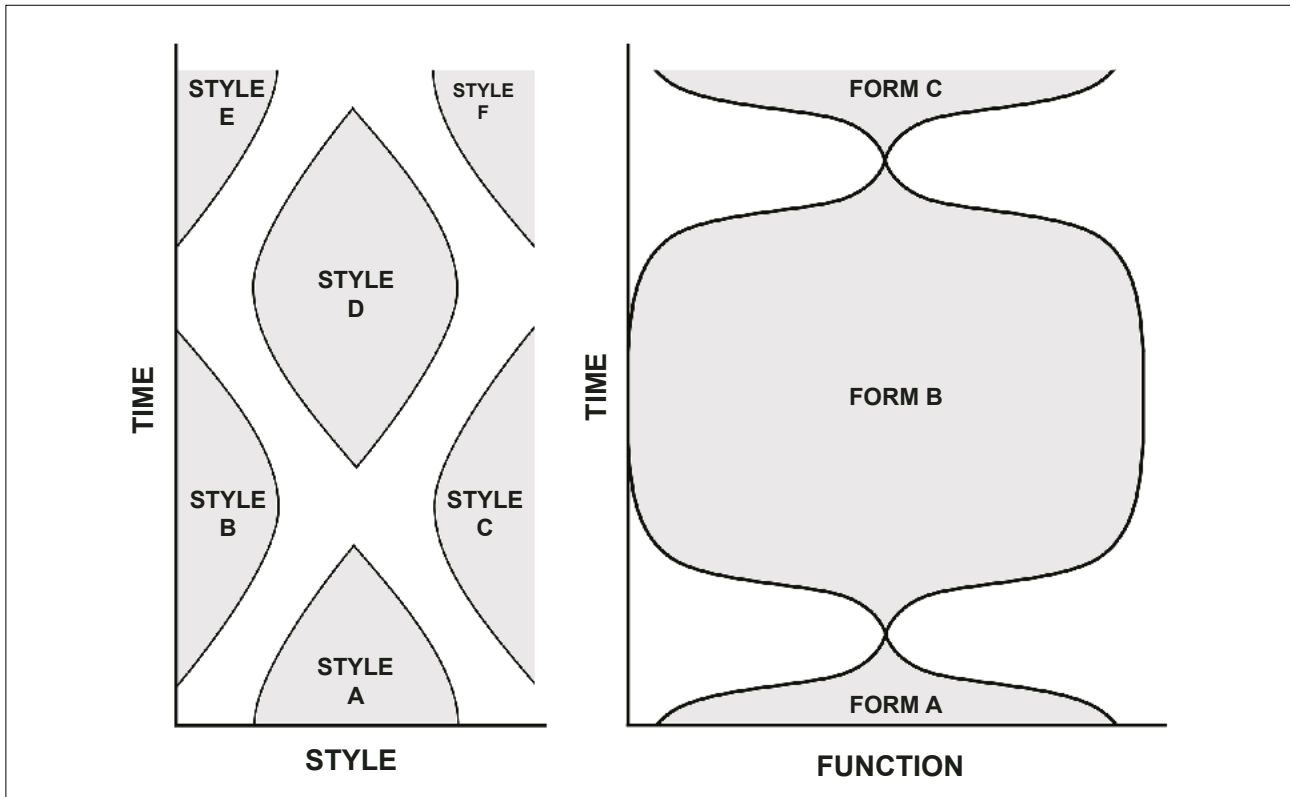 STYLE
E
STYLE
F
STYLE
D
STYLE
B
STYLE
C
STYLE
A
TIME
STYLE
FORM C
FORM B
FORM A
TIME
FUNCTION